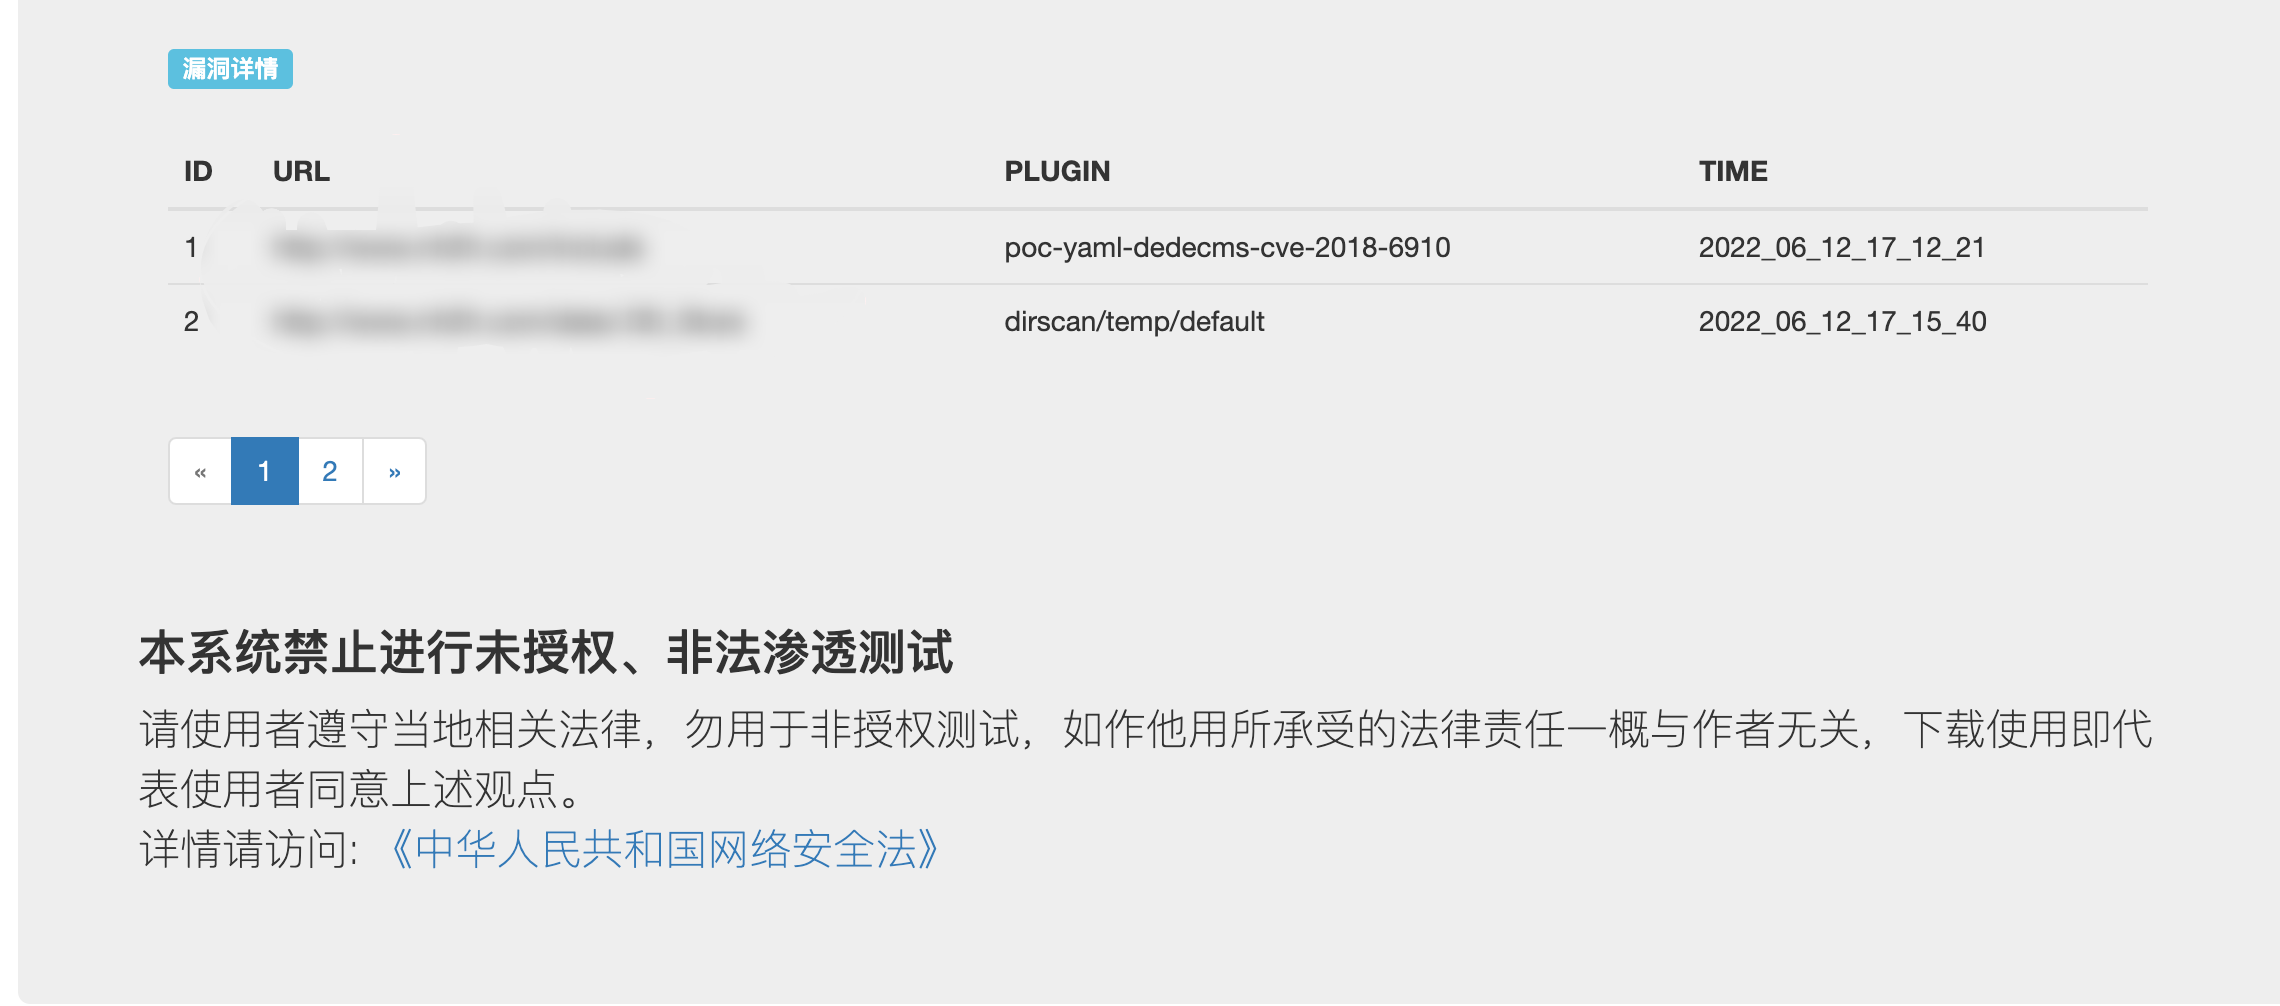 漏洞详情
ID URL PLUGIN TIME
1 poc-yaml-dedecms-cve-2018-6910 2022_06_12_17_12_21
2 dirscan/temp/default 2022_06_12_17_15_40
« 1 2 »
本系统禁止进行未授权、非法渗透测试
请使用者遵守当地相关法律，勿用于非授权测试，如作他用所承受的法律责任一概与作者无关，下载使用即代
表使用者同意上述观点。
详情请访问: 《中华人民共和国网络安全法》